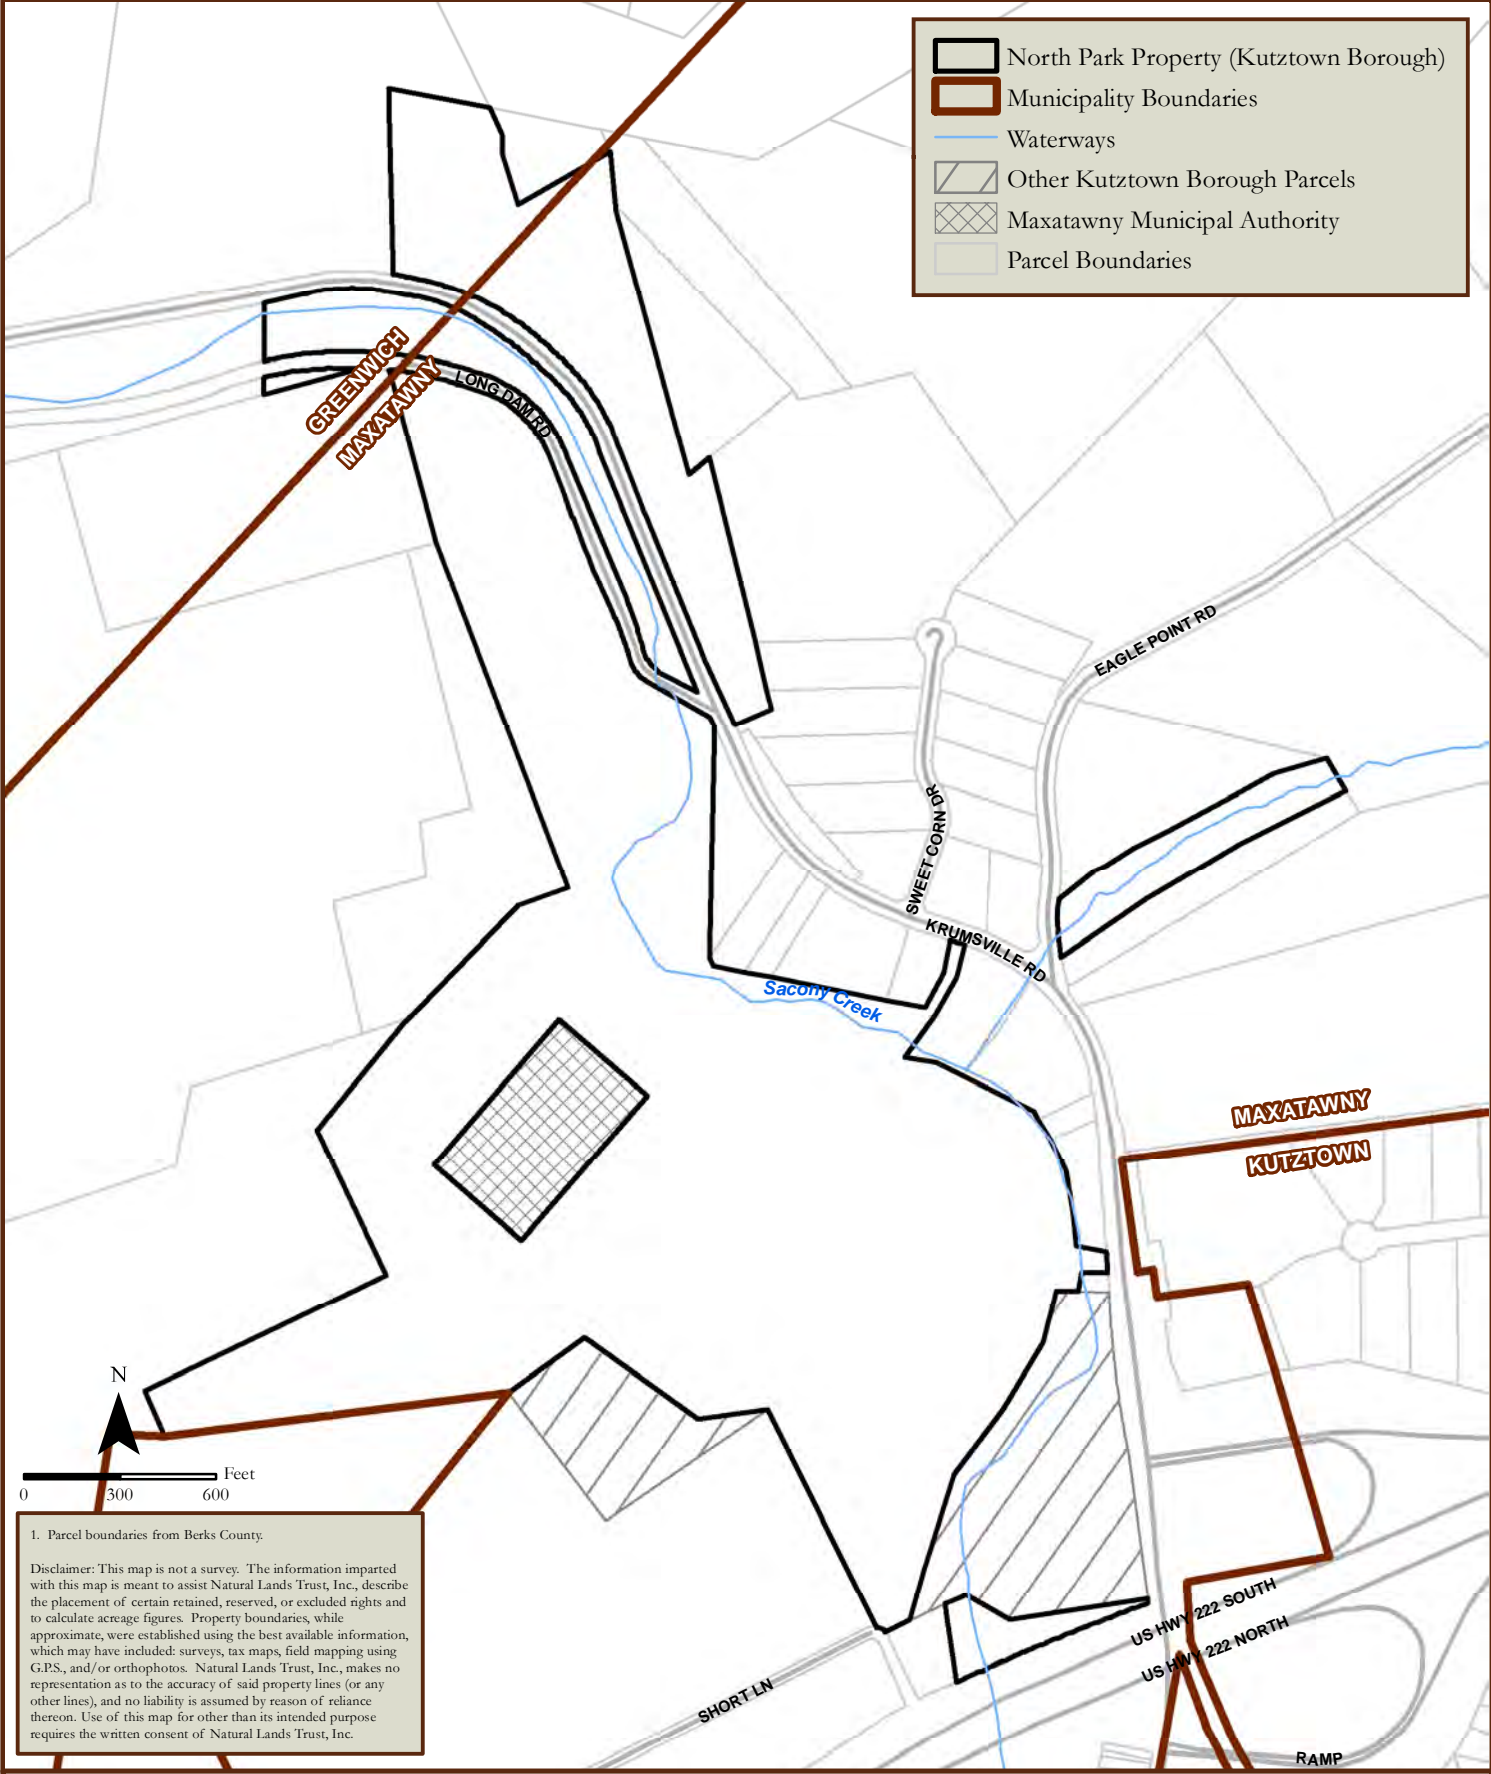 North Park Property (Kutztown Borough)
Municipality Boundaries
Waterways
Other Kutztown Borough Parcels
Maxatawny Municipal Authority
Parcel Boundaries
GREENWICH
MAXATAWNY
LONG DAM RD
EAGLE POINT RD
SWEET CORN DR
KRUMSVILLE RD
Sacony Creek
MAXATAWNY
KUTZTOWN
N
Feet
0 300 600
US HWY 222 SOUTH
US HWY 222 NORTH
SHORT LN
RAMP
1. Parcel boundaries from Berks County.
Disclaimer: This map is not a survey. The information imparted
with this map is meant to assist Natural Lands Trust, Inc., describe
the placement of certain retained, reserved, or excluded rights and
to calculate acreage figures. Property boundaries, while
approximate, were established using the best available information,
which may have included: surveys, tax maps, field mapping using
G.P.S., and/or orthophotos. Natural Lands Trust, Inc., makes no
representation as to the accuracy of said property lines (or any
other lines), and no liability is assumed by reason of reliance
thereon. Use of this map for other than its intended purpose
requires the written consent of Natural Lands Trust, Inc.